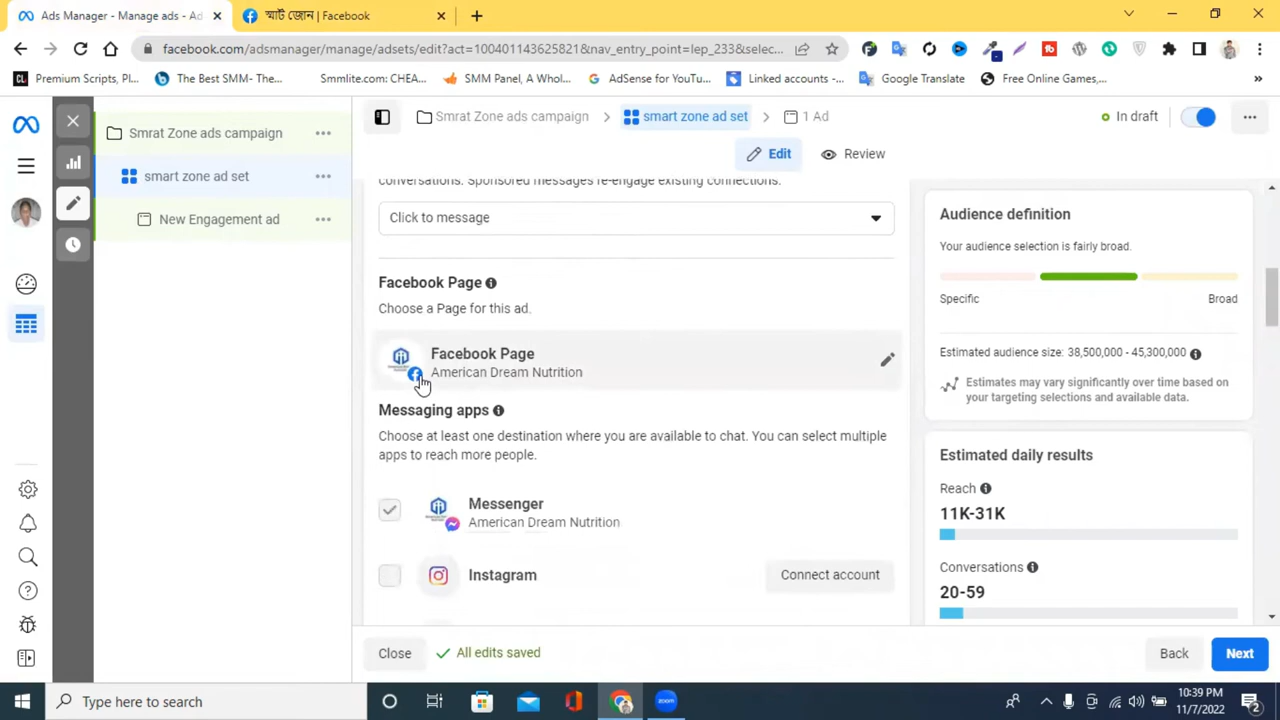 Ads Manager - Manage ads - Ad
স্মার্ট জোন | Facebook
facebook.com/adsmanager/manage/adsets/edit?act=100401143625821&nav_entry_point=lep_233&selec...
CL Premium Scripts, Pl...
The Best SMM- The...
Smmlite.com: CHEA...
SMM Panel, A Whol...
AdSense for YouTu...
Linked accounts -...
Google Translate
Free Online Games,...
»
Smrat Zone ads campaign
smart zone ad set
New Engagement ad
Smrat Zone ads campaign > smart zone ad set > 1 Ad
In draft
Edit
Review
conversations. Sponsored messages re-engage existing connections.
Click to message
Facebook Page
Choose a Page for this ad.
Facebook Page
American Dream Nutrition
Messaging apps
Choose at least one destination where you are available to chat. You can select multiple
apps to reach more people.
Messenger
American Dream Nutrition
Instagram
Connect account
Close
All edits saved
Back
Next
Audience definition
Your audience selection is fairly broad.
Specific
Broad
Estimated audience size: 38,500,000 - 45,300,000
Estimates may vary significantly over time based on
your targeting selections and available data.
Estimated daily results
Reach
11K-31K
Conversations
20-59
Type here to search
zoom
10:39 PM
11/7/2022
2